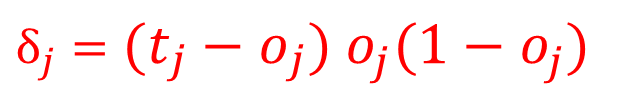 δⱼ = (tⱼ − oⱼ) oⱼ(1 − oⱼ)